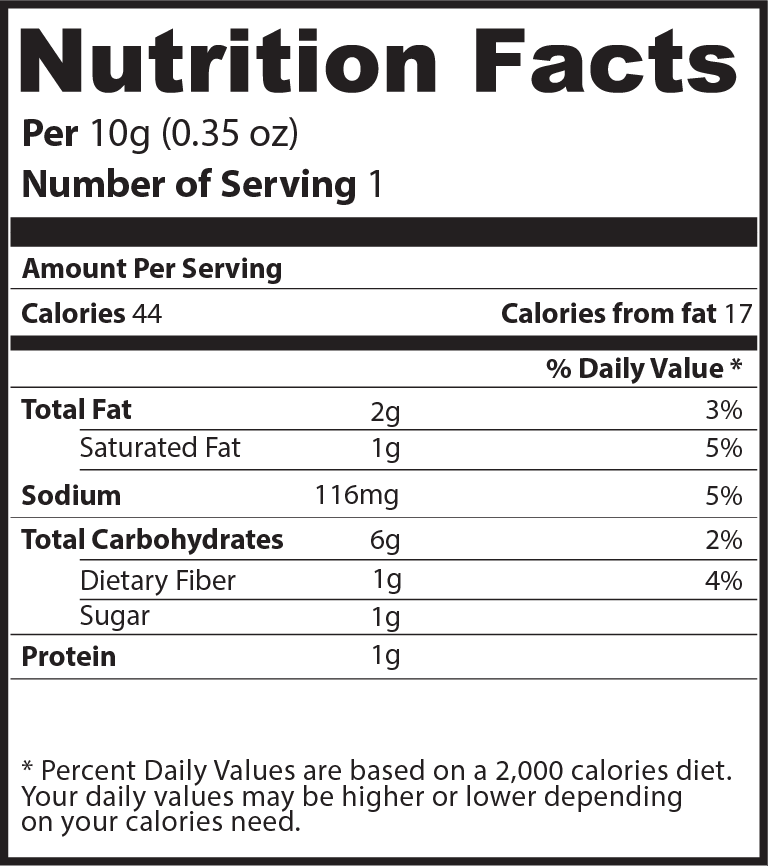 Nutrition Facts
Per 10g (0.35 oz)
Number of Serving 1
Amount Per Serving
Calories 44 Calories from fat 17
% Daily Value *
Total Fat 2g 3%
Saturated Fat 1g 5%
Sodium 116mg 5%
Total Carbohydrates 6g 2%
Dietary Fiber 1g 4%
Sugar 1g
Protein 1g
* Percent Daily Values are based on a 2,000 calories diet.
Your daily values may be higher or lower depending
on your calories need.